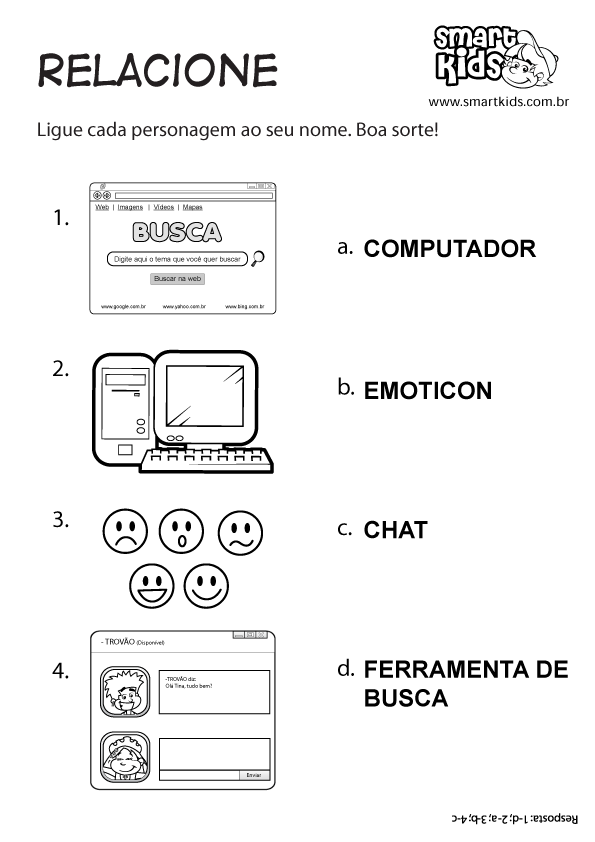 RELACIONE
smart
kids
www.smartkids.com.br
Ligue cada personagem ao seu nome. Boa sorte!
1.
Web | Imagens | Vídeos | Mapas
BUSCA
Digite aqui o tema que você quer buscar
Buscar na web
www.google.com.br www.yahoo.com.br www.bing.com.br
a. COMPUTADOR
2.
b. EMOTICON
3.
c. CHAT
4.
- TROVÃO (Disponível)
-TROVÃO diz:
Olá Tina, tudo bem?
Enviar
d. FERRAMENTA DE
BUSCA
Resposta: 1-d; 2-a; 3-b; 4-c